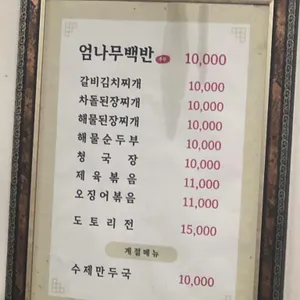 엄나무백반 10,000
갈비김치찌개 10,000
차돌된장찌개 10,000
해물된장찌개 10,000
해물순두부 10,000
청국장 10,000
제육볶음 11,000
오징어볶음 11,000
도토리전 15,000
계절메뉴
수제만두국 10,000